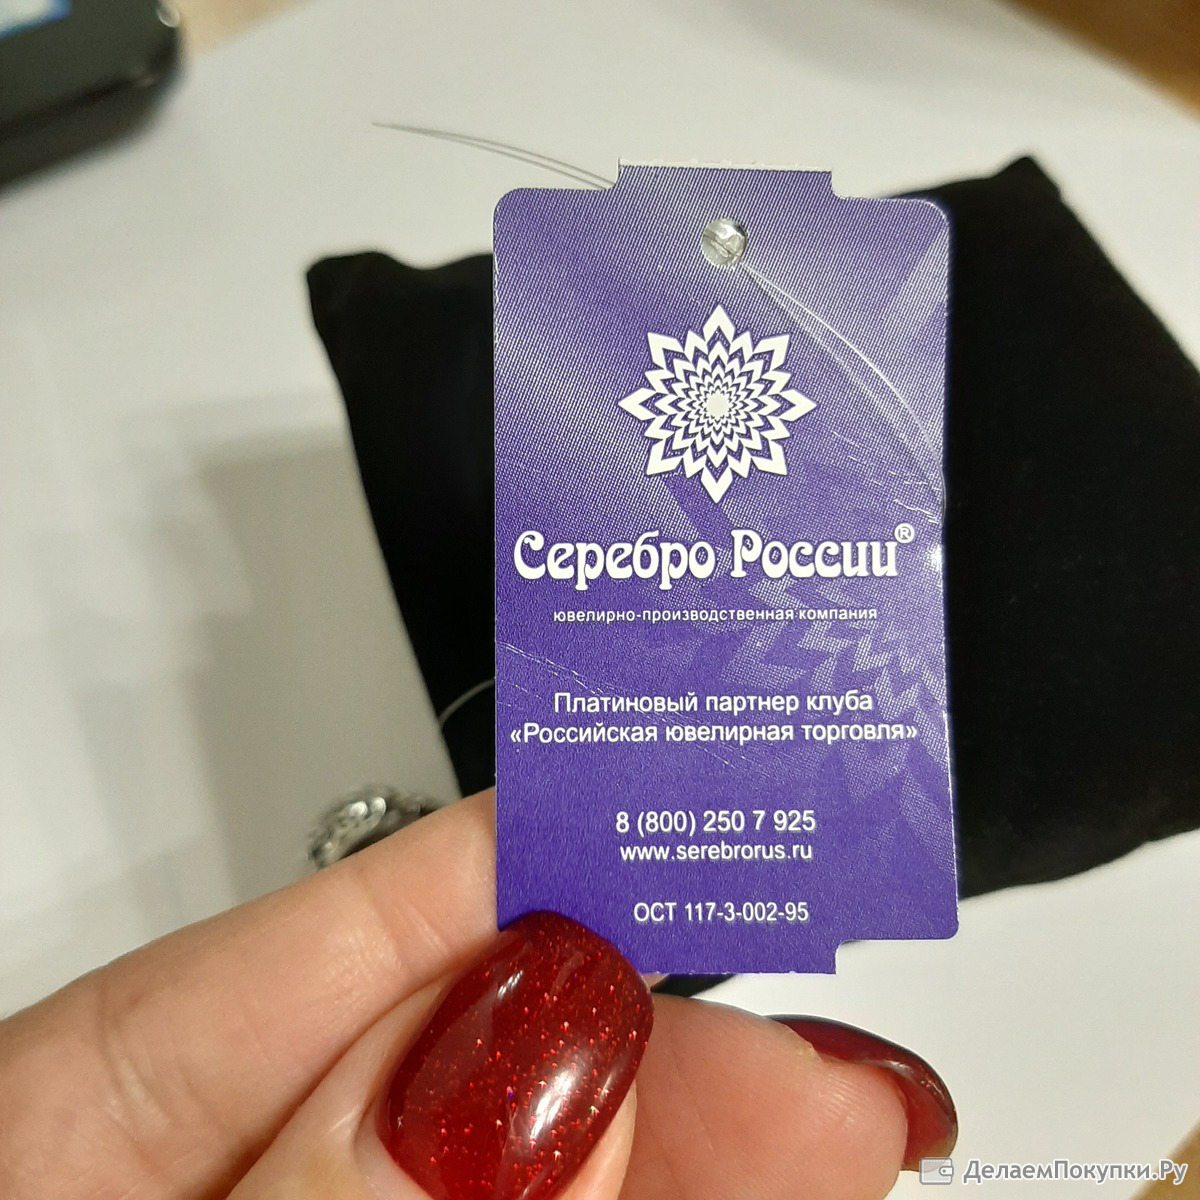 Серебро России®
ювелирно-производственная компания
Платиновый партнер клуба
«Российская ювелирная торговля»
8 (800) 250 7 925
www.serebrorus.ru
ОСТ 117-3-002-95
ДелаемПокупки.Ру